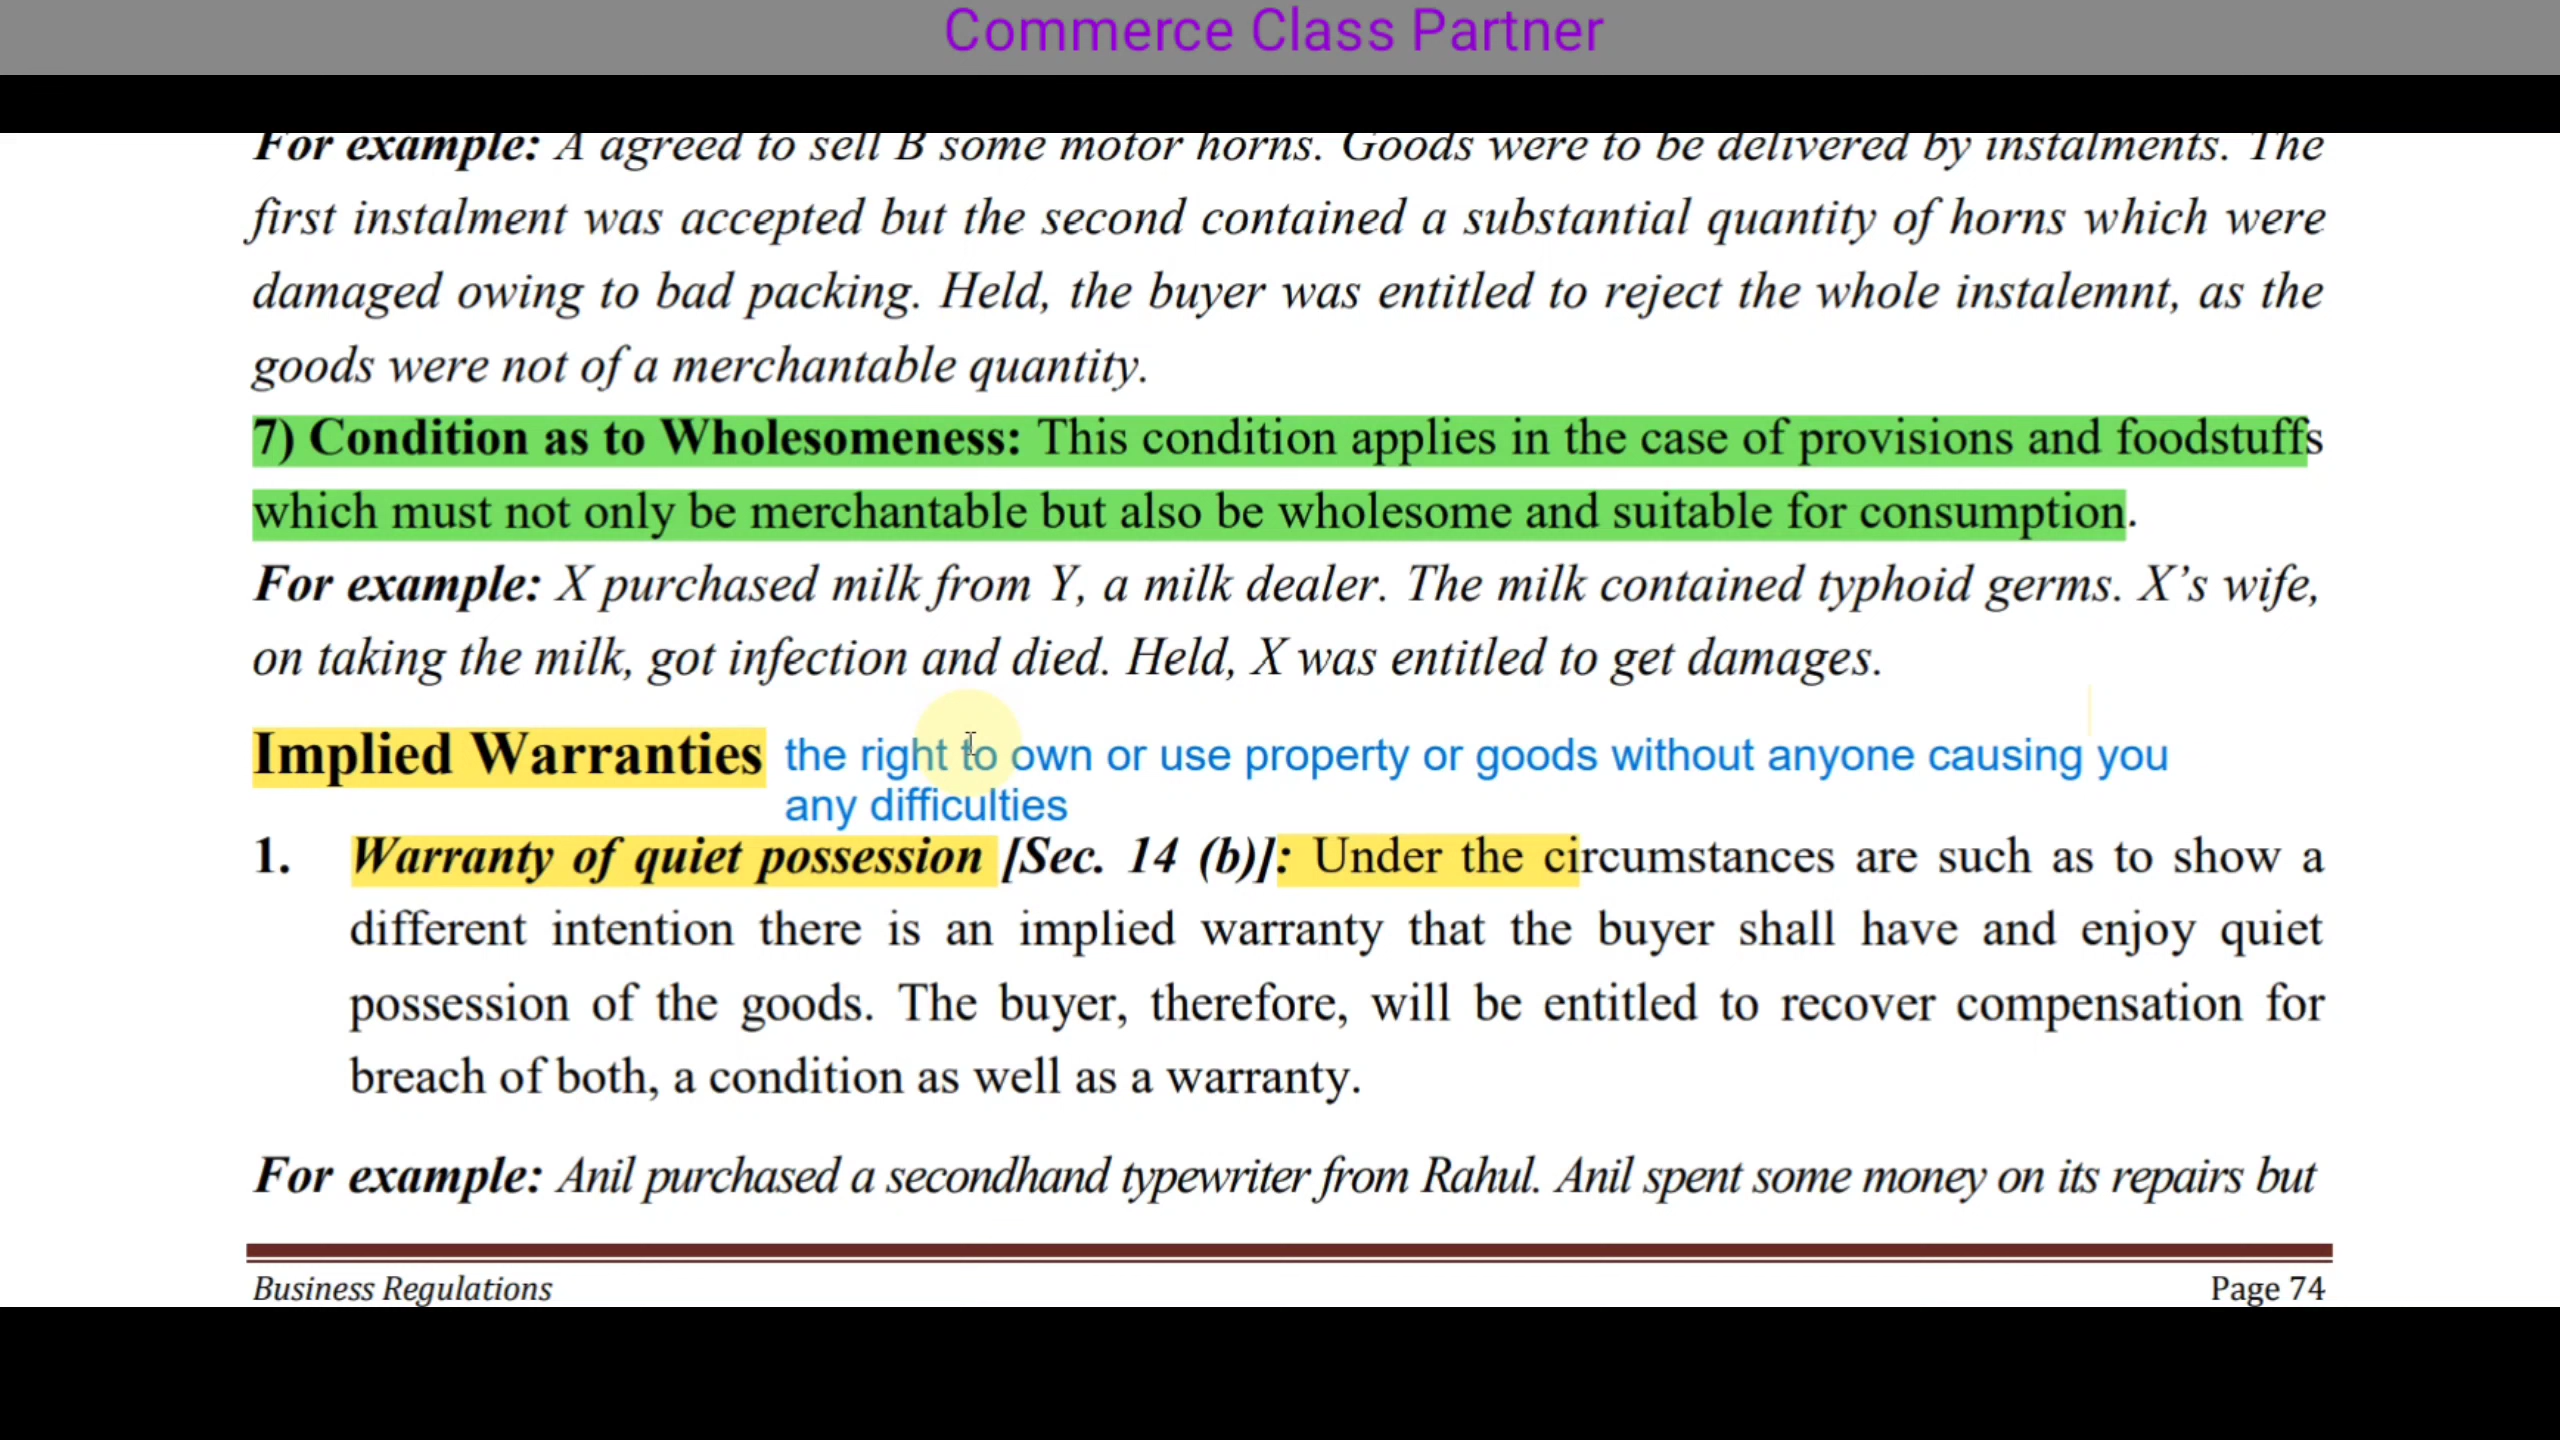 Commerce Class Partner
For example: A agreed to sell B some motor horns. Goods were to be delivered by instalments. The
first instalment was accepted but the second contained a substantial quantity of horns which were
damaged owing to bad packing. Held, the buyer was entitled to reject the whole instalemnt, as the
goods were not of a merchantable quantity.
7) Condition as to Wholesomeness: This condition applies in the case of provisions and foodstuffs
which must not only be merchantable but also be wholesome and suitable for consumption.
For example: X purchased milk from Y, a milk dealer. The milk contained typhoid germs. X’s wife,
on taking the milk, got infection and died. Held, X was entitled to get damages.
Implied Warranties the right to own or use property or goods without anyone causing you
any difficulties
1. Warranty of quiet possession [Sec. 14 (b)]: Under the circumstances are such as to show a
different intention there is an implied warranty that the buyer shall have and enjoy quiet
possession of the goods. The buyer, therefore, will be entitled to recover compensation for
breach of both, a condition as well as a warranty.
For example: Anil purchased a secondhand typewriter from Rahul. Anil spent some money on its repairs but
Business Regulations Page 74